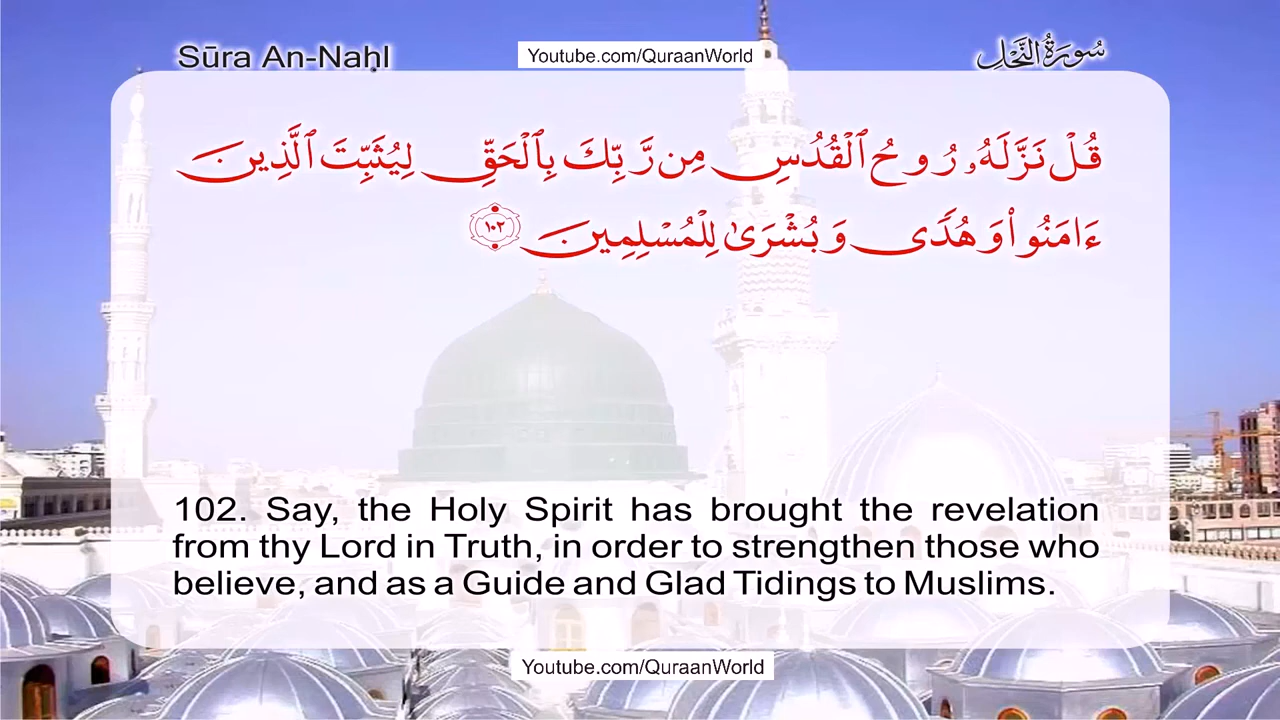 Sūra An-Naḥl
Youtube.com/QuraanWorld
سُورَةُ النَّحْلِ
قُلْ نَزَّلَهُۥ رُوحُ ٱلْقُدُسِ مِن رَّبِّكَ بِٱلْحَقِّ لِيُثَبِّتَ ٱلَّذِينَ
ءَامَنُوا۟ وَهُدًى وَبُشْرَىٰ لِلْمُسْلِمِينَ ١٠٢
102. Say, the Holy Spirit has brought the revelation
from thy Lord in Truth, in order to strengthen those who
believe, and as a Guide and Glad Tidings to Muslims.
Youtube.com/QuraanWorld